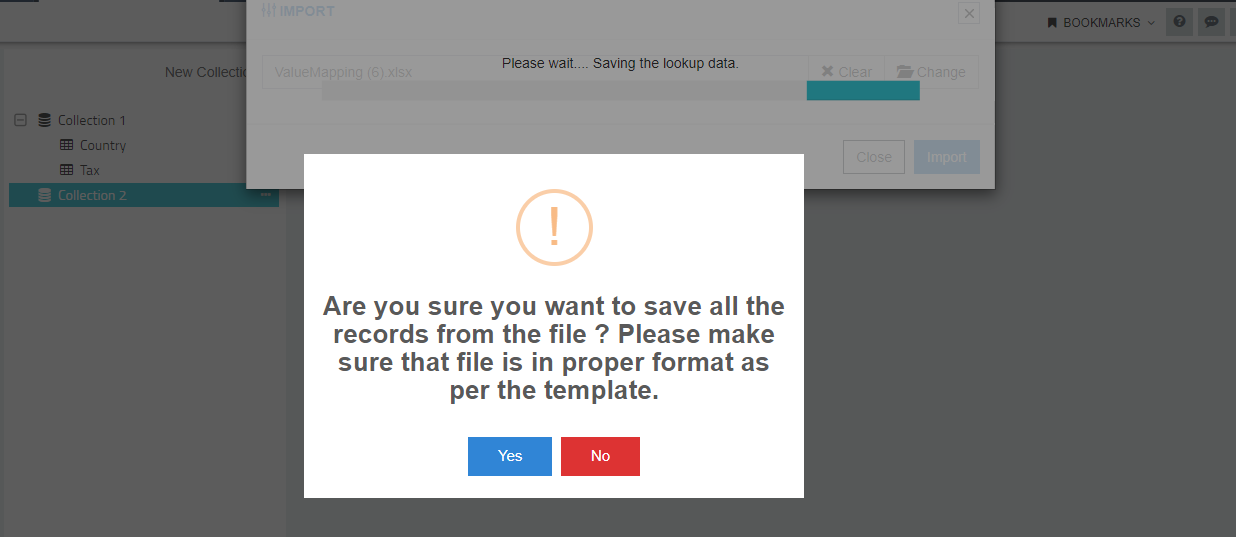 IMPORT
BOOKMARKS
New Collectio
ValueMapping (6).xlsx
Please wait.... Saving the lookup data.
Clear
Change
Collection 1
Country
Tax
Collection 2
Close
Import
!
Are you sure you want to save all the
records from the file ? Please make
sure that file is in proper format as
per the template.
Yes
No